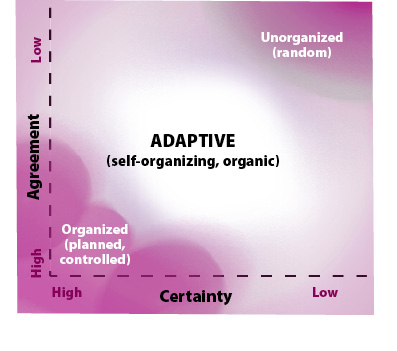 Low
Unorganized
(random)
ADAPTIVE
(self-organizing, organic)
Agreement
Organized
(planned,
controlled)
High
High
Certainty
Low